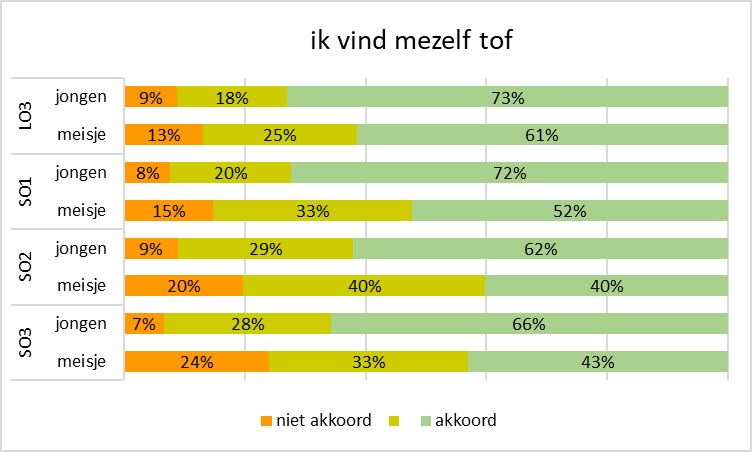 ik vind mezelf tof
LO3
jongen 9% 18% 73%
meisje 13% 25% 61%
SO1
jongen 8% 20% 72%
meisje 15% 33% 52%
SO2
jongen 9% 29% 62%
meisje 20% 40% 40%
SO3
jongen 7% 28% 66%
meisje 24% 33% 43%
niet akkoord akkoord